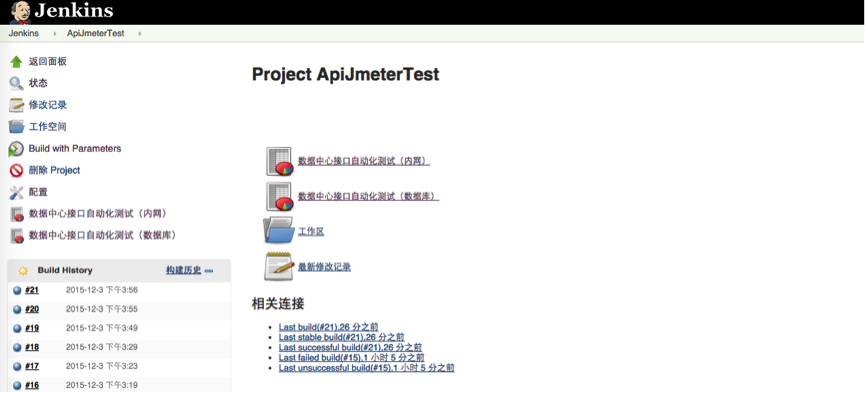 Jenkins
Jenkins › ApiJmeterTest ›
返回面板
状态
修改记录
工作空间
Build with Parameters
删除 Project
配置
数据中心接口自动化测试（内网）
数据中心接口自动化测试（数据库）
Build History 构建历史
#21 2015-12-3 下午3:56
#20 2015-12-3 下午3:55
#19 2015-12-3 下午3:49
#18 2015-12-3 下午3:29
#17 2015-12-3 下午3:23
#16 2015-12-3 下午3:19
Project ApiJmeterTest
数据中心接口自动化测试（内网）
数据中心接口自动化测试（数据库）
工作区
最新修改记录
相关连接
Last build(#21),26 分之前
Last stable build(#21),26 分之前
Last successful build(#21),26 分之前
Last failed build(#15),1 小时 5 分之前
Last unsuccessful build(#15),1 小时 5 分之前